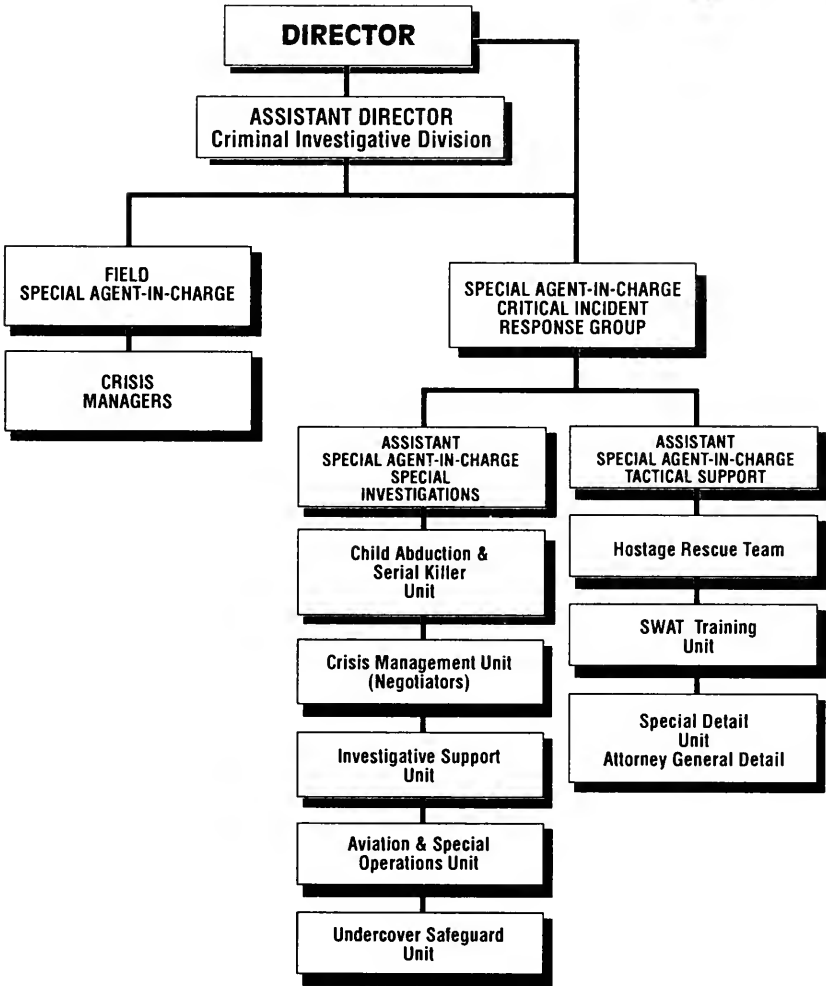 DIRECTOR
ASSISTANT DIRECTOR
Criminal Investigative Division
FIELD
SPECIAL AGENT-IN-CHARGE
CRISIS
MANAGERS
SPECIAL AGENT-IN-CHARGE
CRITICAL INCIDENT
RESPONSE GROUP
ASSISTANT
SPECIAL AGENT-IN-CHARGE
SPECIAL
INVESTIGATIONS
Child Abduction &
Serial Killer
Unit
Crisis Management Unit
(Negotiators)
Investigative Support
Unit
Aviation & Special
Operations Unit
Undercover Safeguard
Unit
ASSISTANT
SPECIAL AGENT-IN-CHARGE
TACTICAL SUPPORT
Hostage Rescue Team
SWAT Training
Unit
Special Detail
Unit
Attorney General Detail